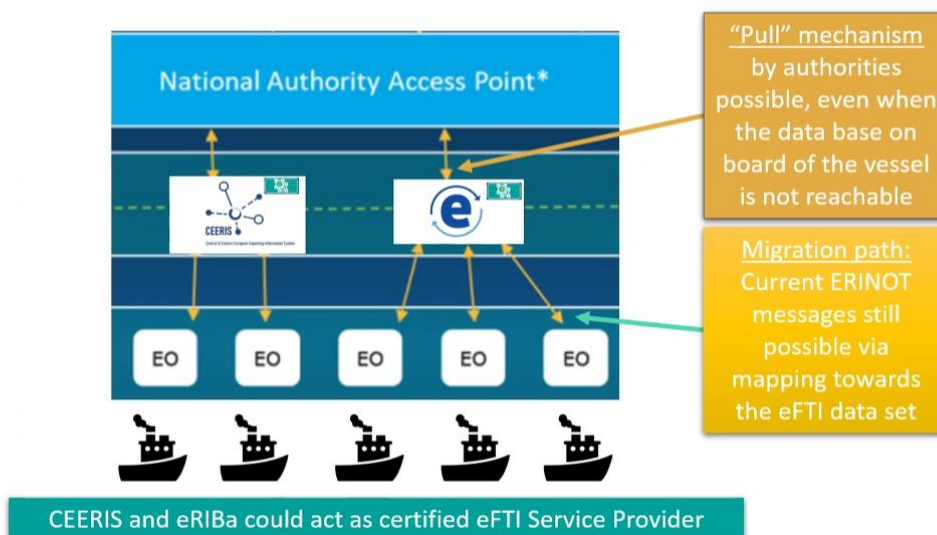 National Authority Access Point*
CEERIS
Central & Eastern European Reporting Information System
e
EO
EO
EO
EO
EO
“Pull” mechanism
by authorities
possible, even when
the data base on
board of the vessel
is not reachable
Migration path:
Current ERINOT
messages still
possible via
mapping towards
the eFTI data set
CEERIS and eRIBa could act as certified eFTI Service Provider